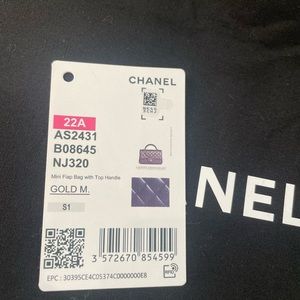 CHANEL
22A
AS2431
B08645
NJ320
Mini Flap Bag with Top Handle
GOLD M.
S1
3 572670 854599
EPC : 30395CE4C05374C0000000E8
NEL